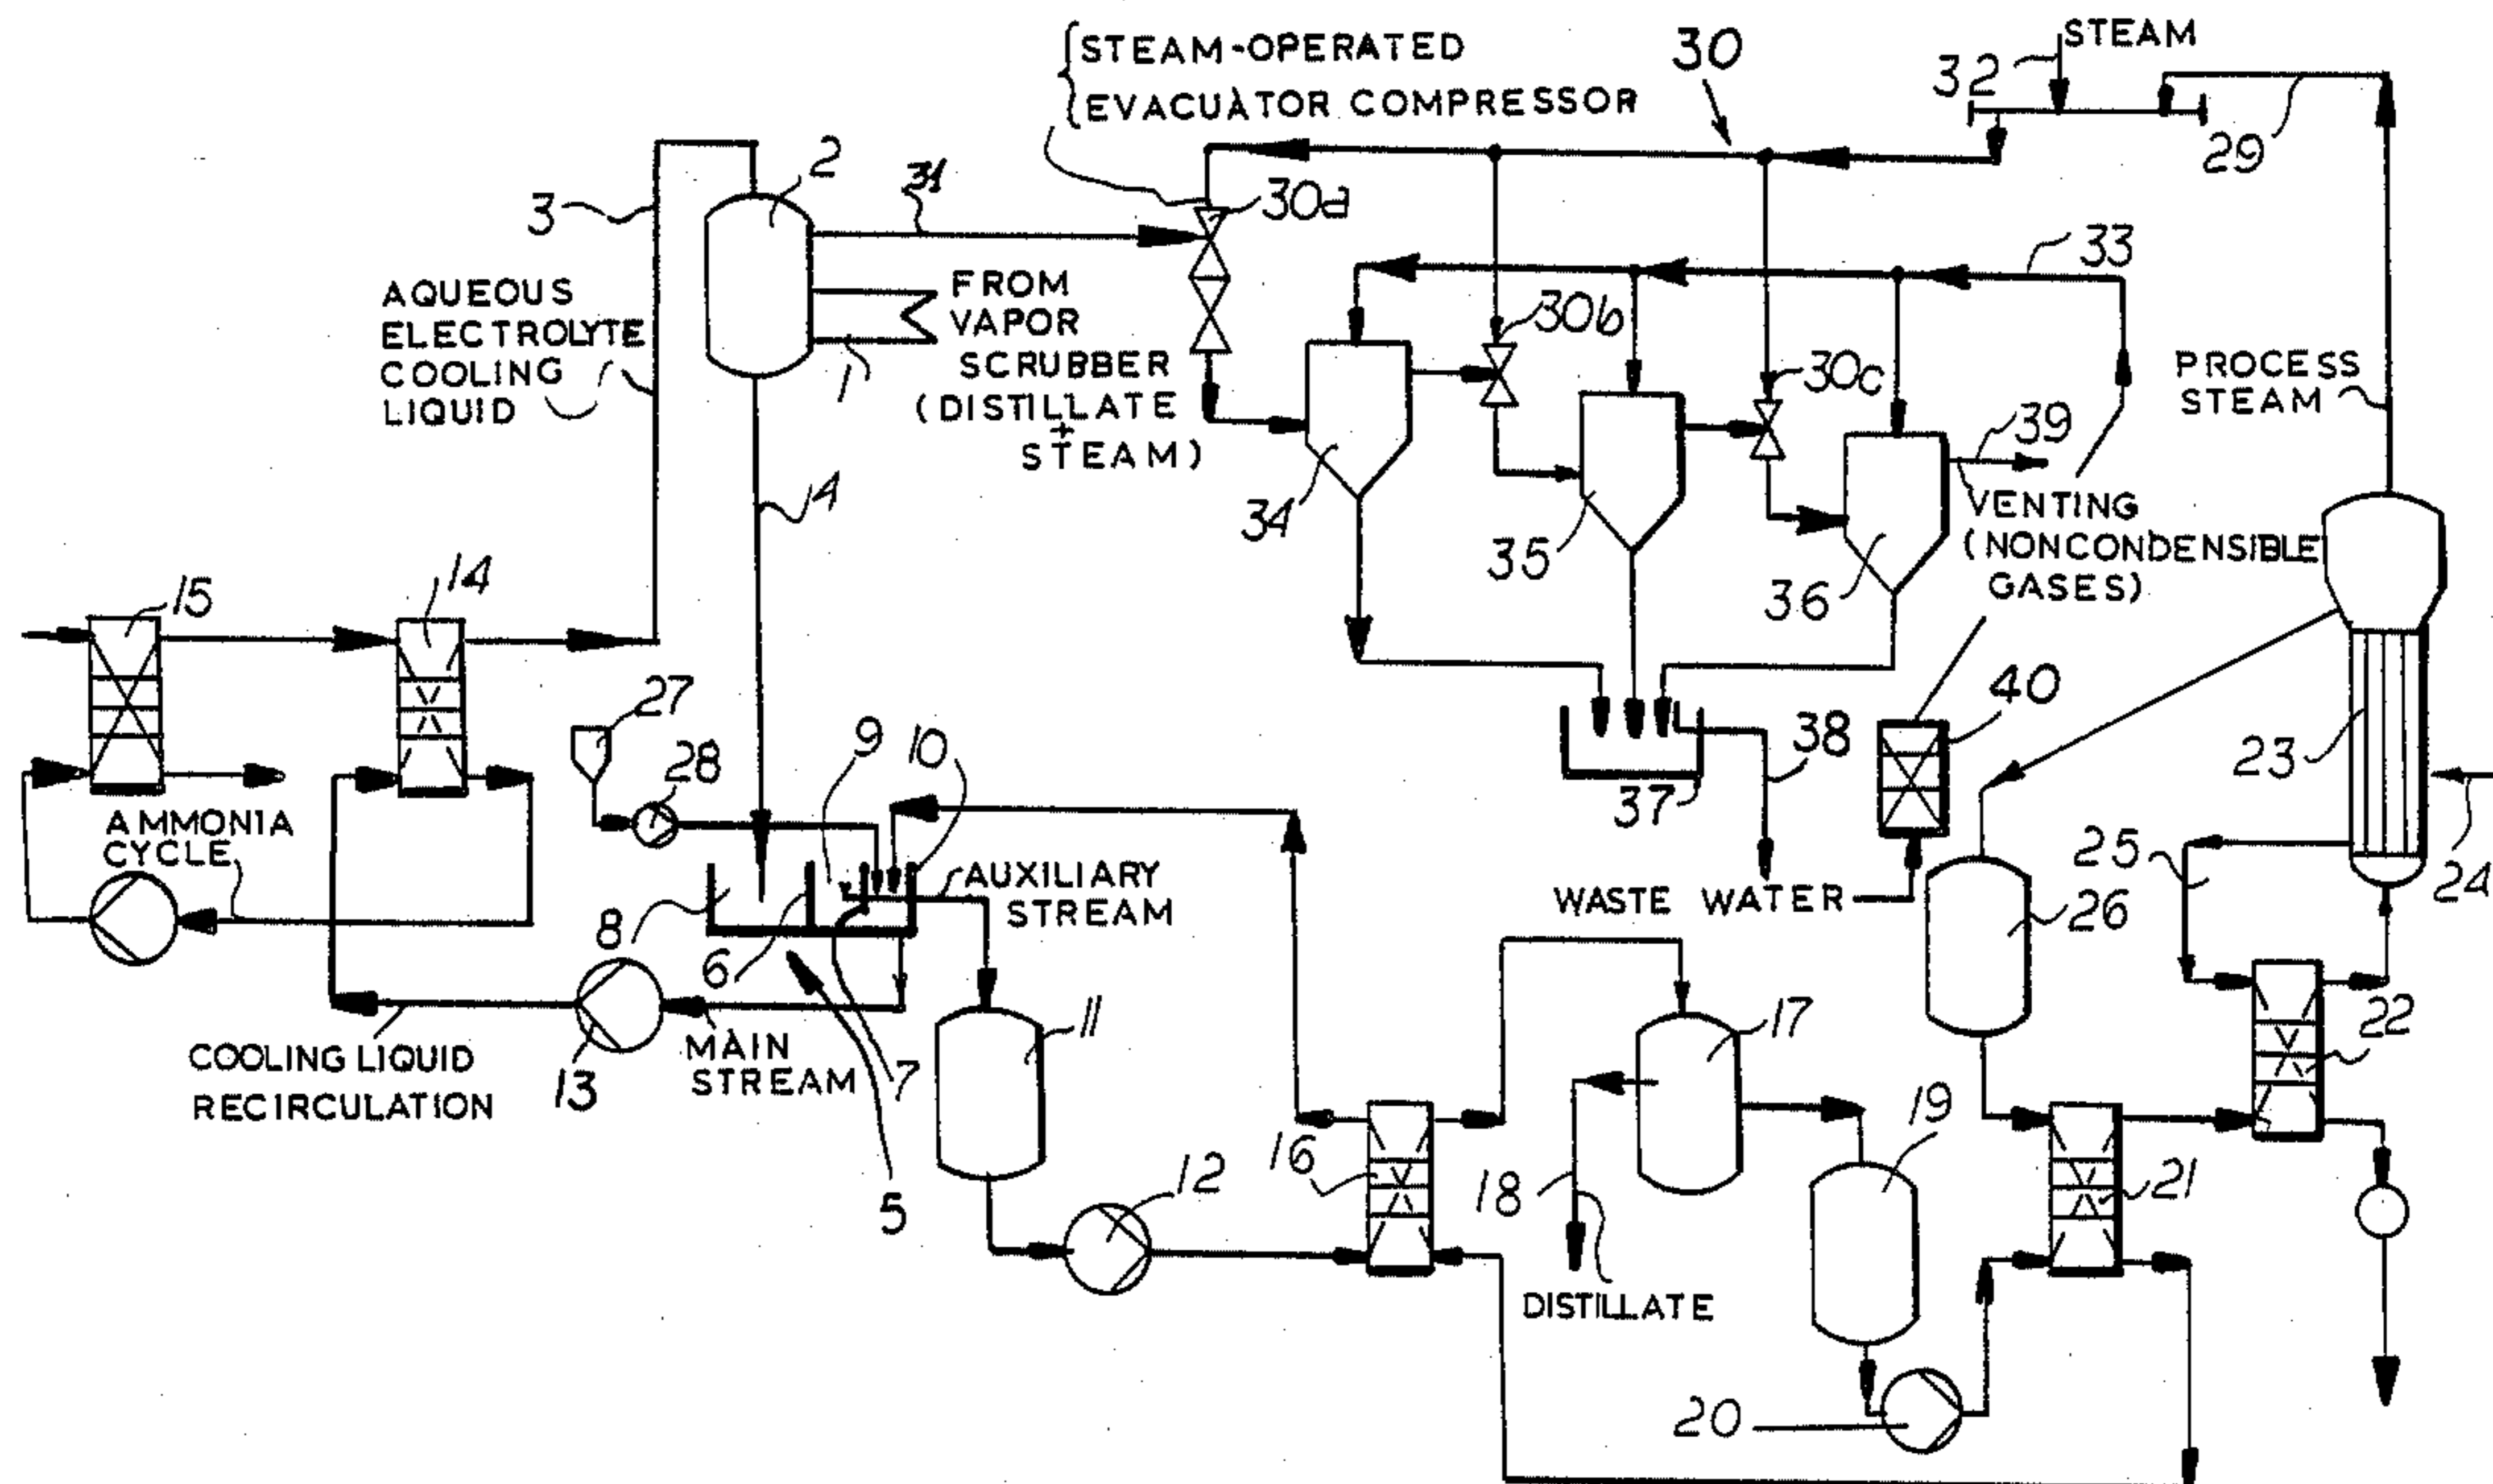 STEAM-OPERATED
EVACUATOR COMPRESSOR
30
STEAM
32
29
2
31
30a
3
33
AQUEOUS
ELECTROLYTE
COOLING
LIQUID
FROM
VAPOR
SCRUBBER
(DISTILLATE
+
STEAM)
1
30b
30c
PROCESS
STEAM
39
14
34
35
36
VENTING
(NONCONDENSIBLE
GASES)
15
14
27
28
9
10
38
40
23
37
24
AMMONIA
CYCLE
25
AUXILIARY
STREAM
WASTE WATER
26
8
6
11
17
22
COOLING LIQUID
RECIRCULATION
13
MAIN
STREAM
7
19
5
12
16
18
21
DISTILLATE
20